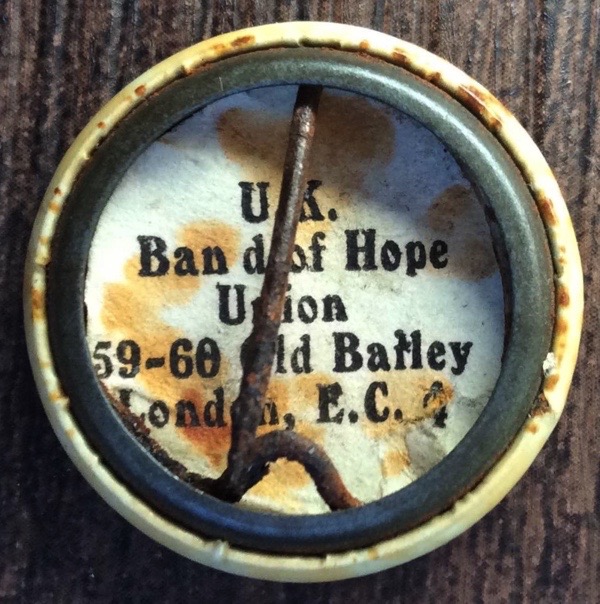 U.K.
Band of Hope
Union
59-60 Old Bailey
London, E.C. 4